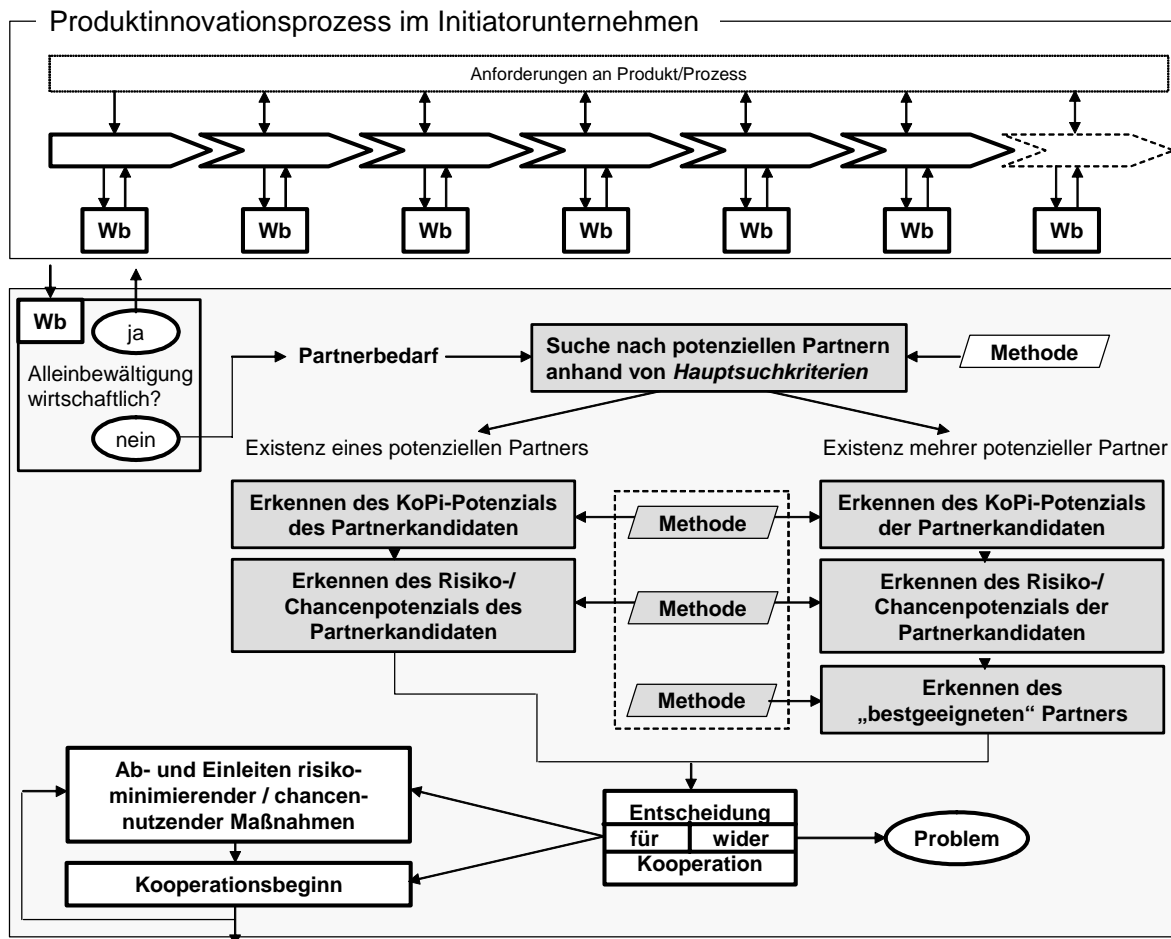 Produktinnovationsprozess im Initiatorunternehmen
Anforderungen an Produkt/Prozess
Wb
Wb
Wb
Wb
Wb
Wb
Wb
Wb
ja
Alleinbewältigung
wirtschaftlich?
nein
Partnerbedarf
Suche nach potenziellen Partnern
anhand von Hauptsuchkriterien
Methode
Existenz eines potenziellen Partners
Existenz mehrer potenzieller Partner
Erkennen des KoPi-Potenzials
des Partnerkandidaten
Methode
Erkennen des KoPi-Potenzials
der Partnerkandidaten
Erkennen des Risiko-/
Chancenpotenzials des
Partnerkandidaten
Methode
Erkennen des Risiko-/
Chancenpotenzials der
Partnerkandidaten
Methode
Erkennen des
„bestgeeigneten“ Partners
Ab- und Einleiten risiko-
minimierender / chancen-
nutzender Maßnahmen
Entscheidung
für wider
Kooperation
Problem
Kooperationsbeginn